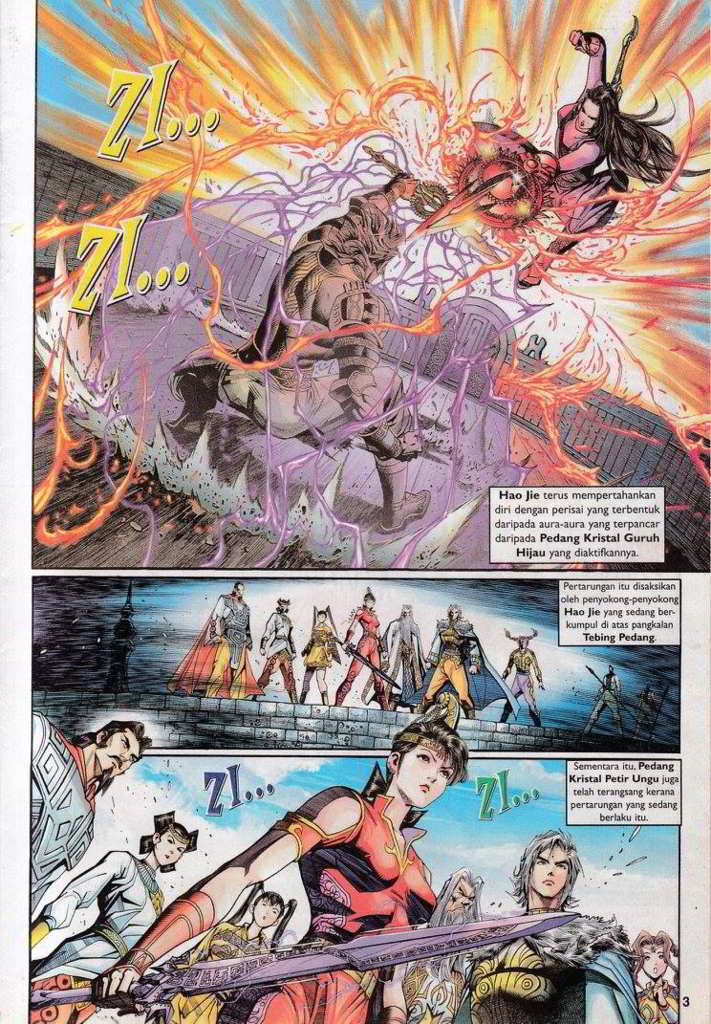 ZI...
ZI...
Hao Jie terus mempertahankan
diri dengan perisai yang terbentuk
daripada aura-aura yang terpancar
daripada Pedang Kristal Guruh
Hijau yang diaktifkannya.
Pertarungan itu disaksikan
oleh penyokong-penyokong
Hao Jie yang sedang ber-
kumpul di atas pangkalan
Tebing Pedang.
Sementara itu, Pedang
Kristal Petir Ungu juga
telah terangsang kerana
pertarungan yang sedang
berlaku itu.
ZI...
ZI...
3